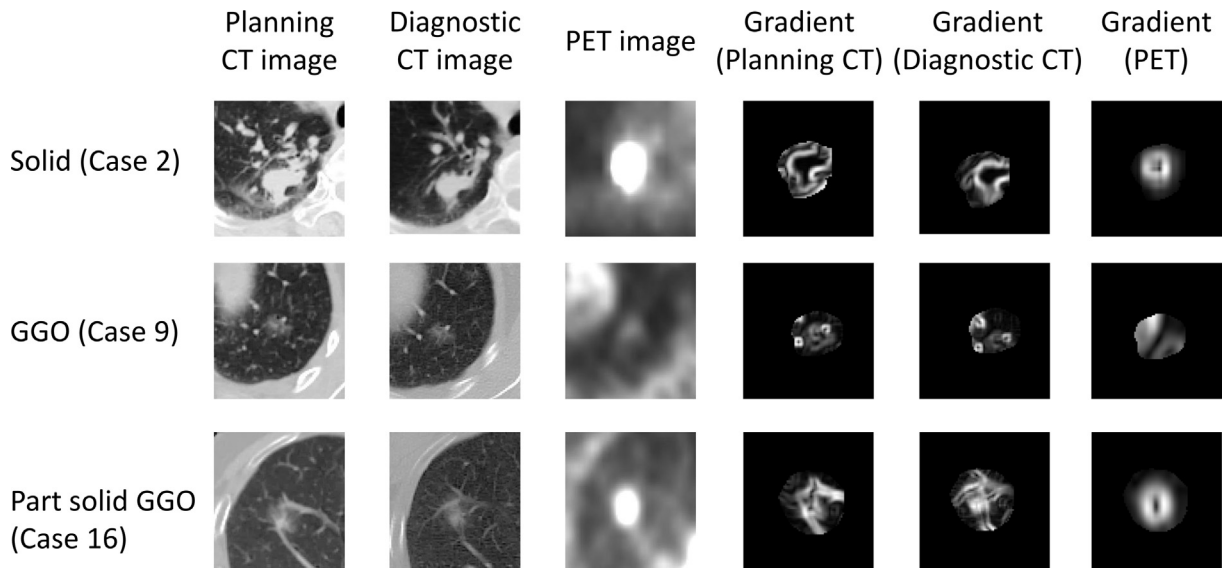 Planning
CT image
Diagnostic
CT image
PET image
Gradient
(Planning CT)
Gradient
(Diagnostic CT)
Gradient
(PET)
Solid (Case 2)
GGO (Case 9)
Part solid GGO
(Case 16)